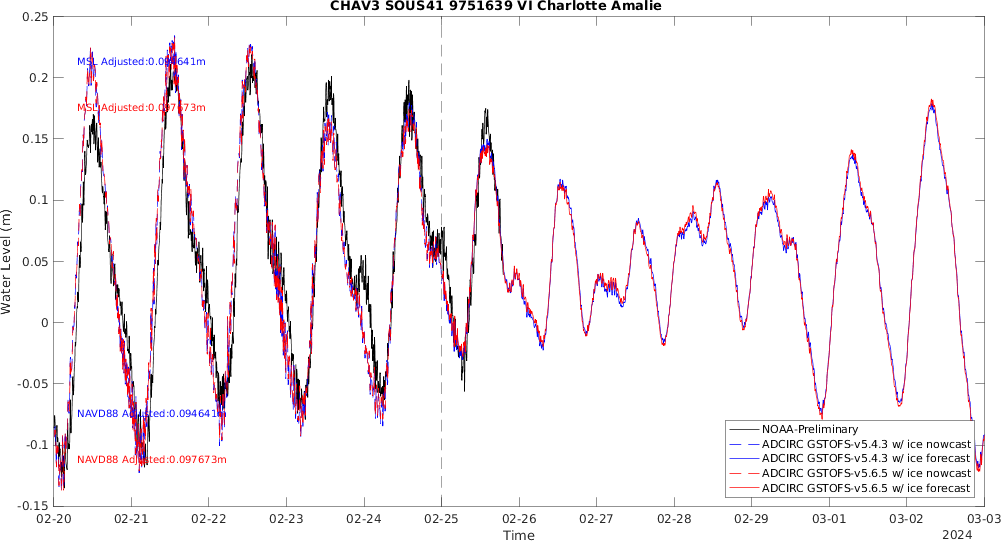 CHAV3 SOUS41 9751639 VI Charlotte Amalie
0.25
0.2
0.15
0.1
0.05
0
-0.05
-0.1
-0.15
Water Level (m)
MSL Adjusted:0.094641m
MSL Adjusted:0.097673m
NAVD88 Adjusted:0.094641m
NAVD88 Adjusted:0.097673m
NOAA-Preliminary
ADCIRC GSTOFS-v5.4.3 w/ ice nowcast
ADCIRC GSTOFS-v5.4.3 w/ ice forecast
ADCIRC GSTOFS-v5.6.5 w/ ice nowcast
ADCIRC GSTOFS-v5.6.5 w/ ice forecast
02-20 02-21 02-22 02-23 02-24 02-25 02-26 02-27 02-28 02-29 03-01 03-02 03-03
Time
2024